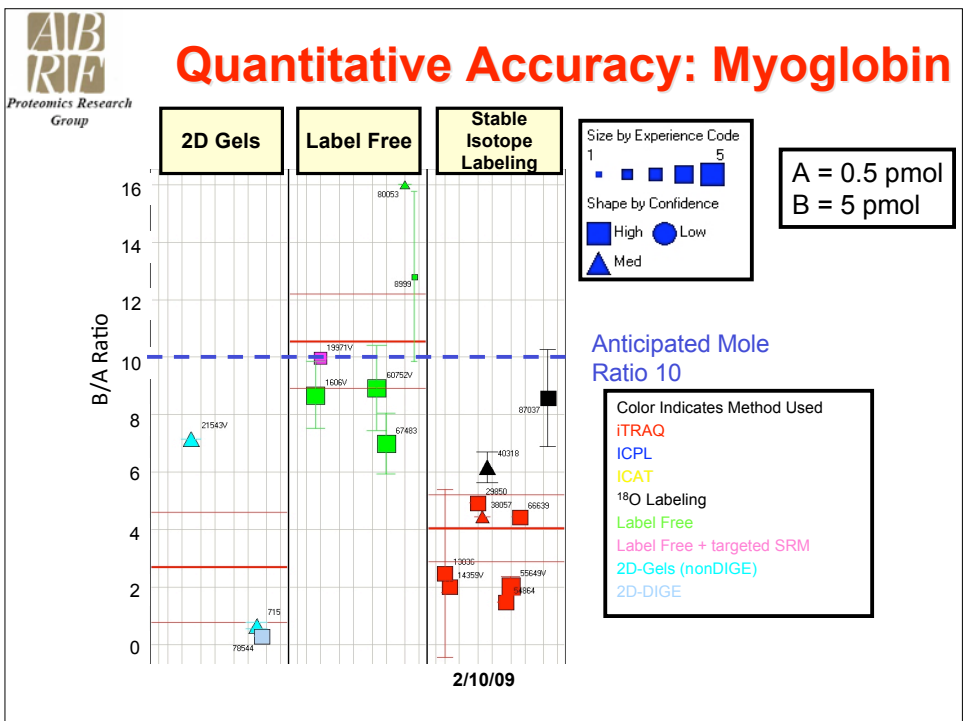 ABRF
Proteomics Research
Group
Quantitative Accuracy: Myoglobin
2D Gels
Label Free
Stable
Isotope
Labeling
Size by Experience Code
1 5
Shape by Confidence
High Low
Med
A = 0.5 pmol
B = 5 pmol
B/A Ratio
16
14
12
10
8
6
4
2
0
80053
8999
19971V
1606V
60752V
67483
21543V
715
78544
87037
40318
29850
38057
66639
14359V
55649V
Anticipated Mole
Ratio 10
Color Indicates Method Used
iTRAQ
ICPL
ICAT
18O Labeling
Label Free
Label Free + targeted SRM
2D-Gels (nonDIGE)
2D-DIGE
2/10/09